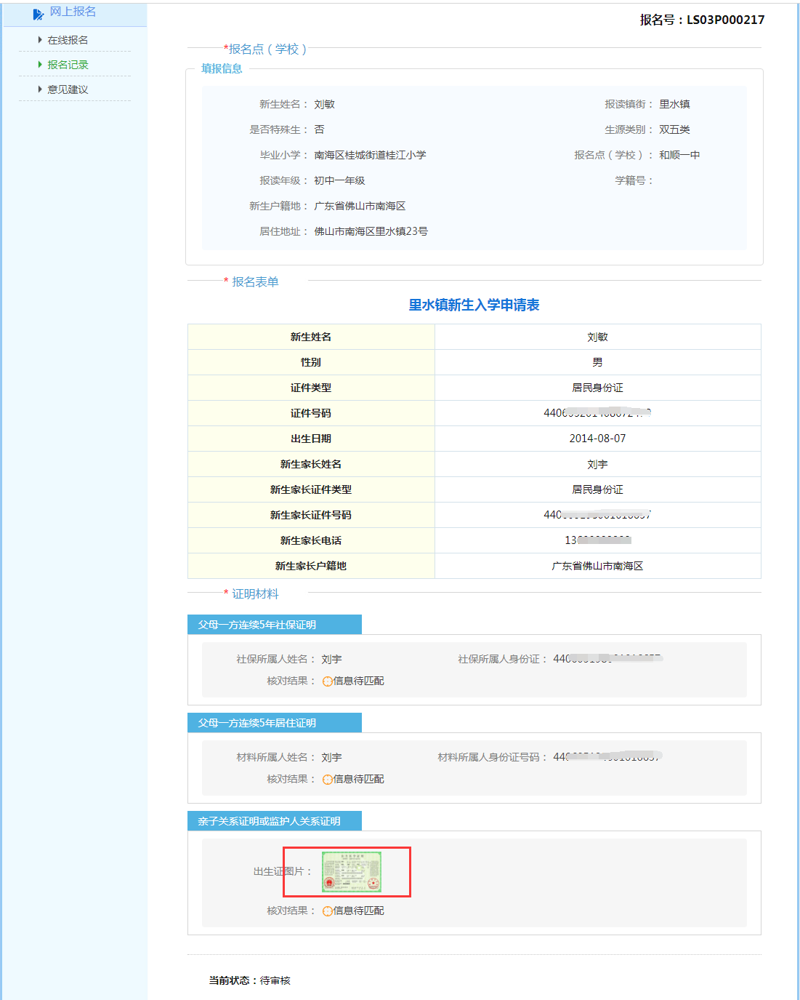 网上报名
在线报名
报名记录
意见建议
报名号：LS03P000217
*报名点（学校）
填报信息
新生姓名： 刘敏 报读镇街： 里水镇
是否特殊生： 否 生源类别： 双五类
毕业小学： 南海区桂城街道桂江小学 报名点（学校）： 和顺一中
报读年级： 初中一年级 学籍号：
新生户籍地： 广东省佛山市南海区
居住地址： 佛山市南海区里水镇23号
* 报名表单
里水镇新生入学申请表
新生姓名 刘敏
性别 男
证件类型 居民身份证
证件号码 4406
出生日期 2014-08-07
新生家长姓名 刘宇
新生家长证件类型 居民身份证
新生家长证件号码 440
新生家长电话 13
新生家长户籍地 广东省佛山市南海区
* 证明材料
父母一方连续5年社保证明
社保所属人姓名： 刘宇 社保所属人身份证： 440
核对结果： 信息待匹配
父母一方连续5年居住证明
材料所属人姓名： 刘宇 材料所属人身份证号码： 44
核对结果： 信息待匹配
亲子关系证明或监护人关系证明
出生证图片：
核对结果： 信息待匹配
当前状态：待审核